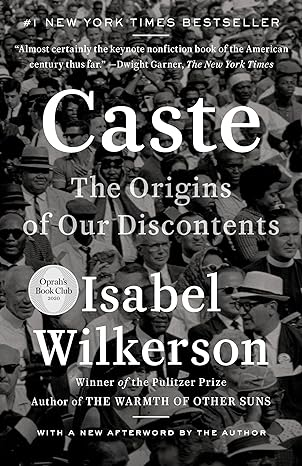 #1 NEW YORK TIMES BESTSELLER
"Almost certainly the keynote nonfiction book of the American
century thus far." —Dwight Garner, The New York Times
Caste
The Origins
of Our Discontents
Oprah's
Book Club
2020
Isabel
Wilkerson
Winner of the Pulitzer Prize
Author of THE WARMTH OF OTHER SUNS
WITH A NEW AFTERWORD BY THE AUTHOR